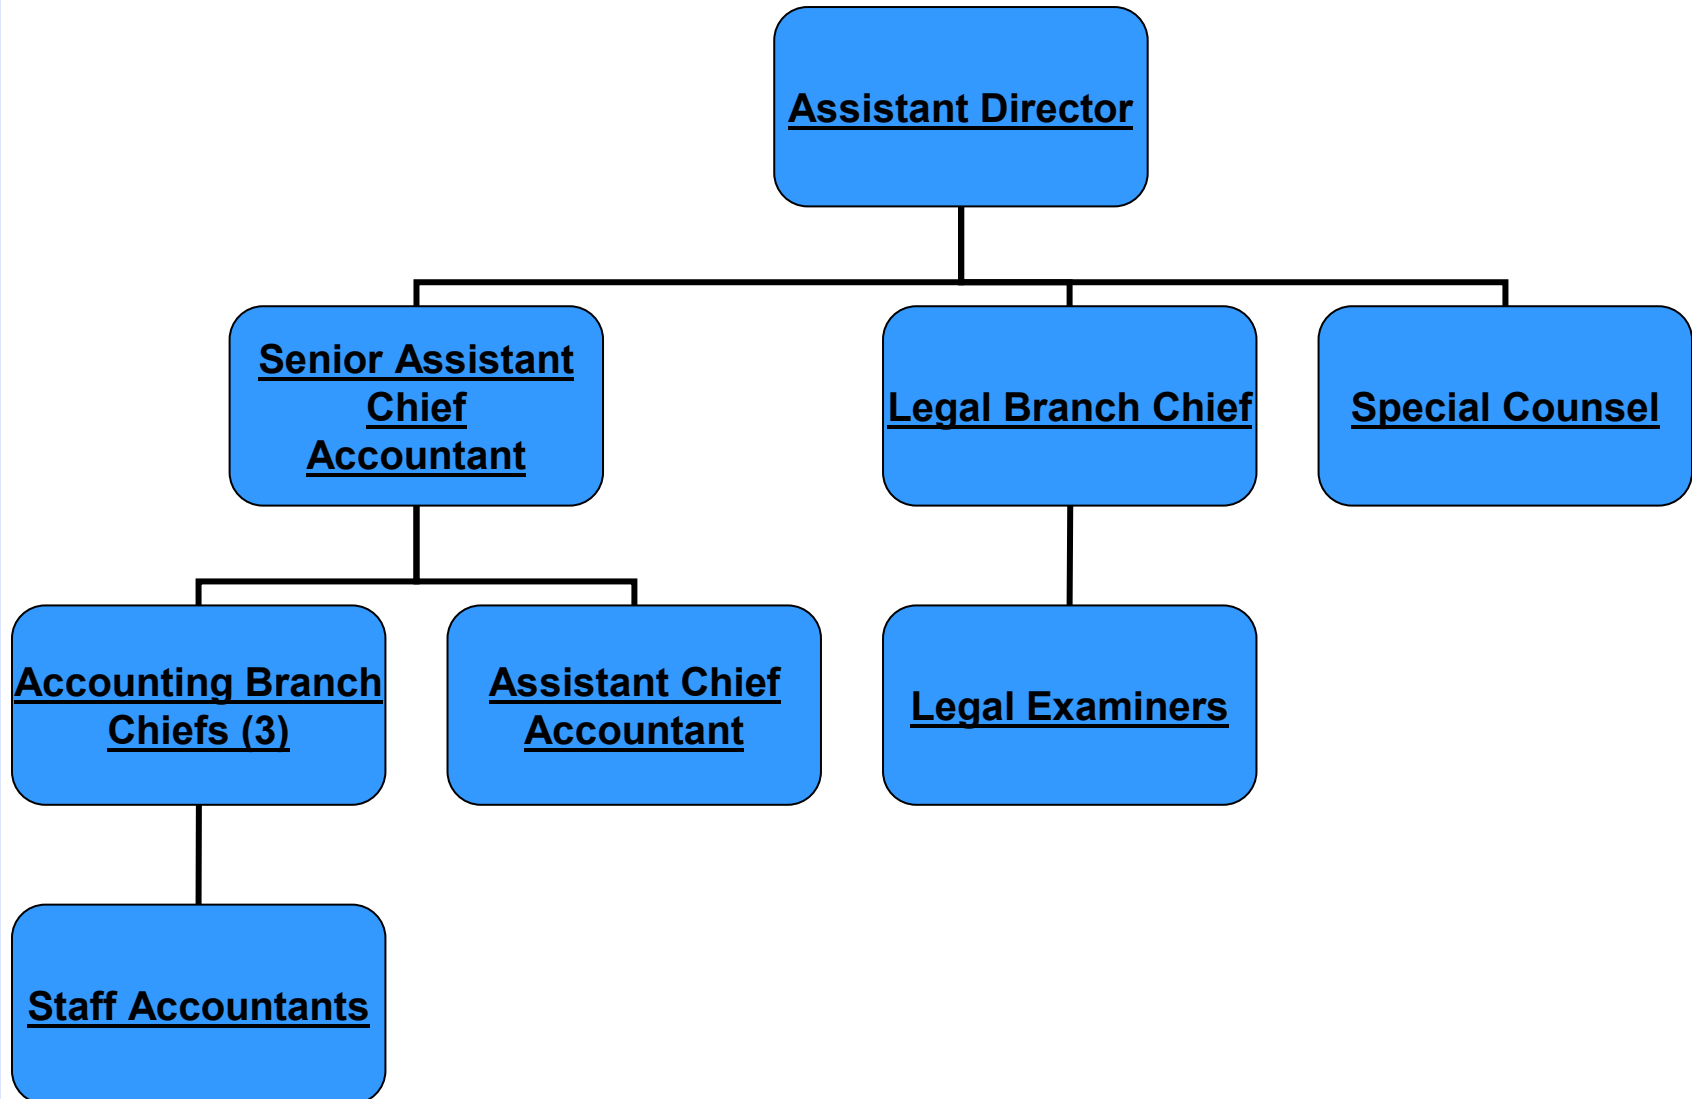 Assistant Director
Senior Assistant
Chief
Accountant
Legal Branch Chief
Special Counsel
Accounting Branch
Chiefs (3)
Assistant Chief
Accountant
Legal Examiners
Staff Accountants